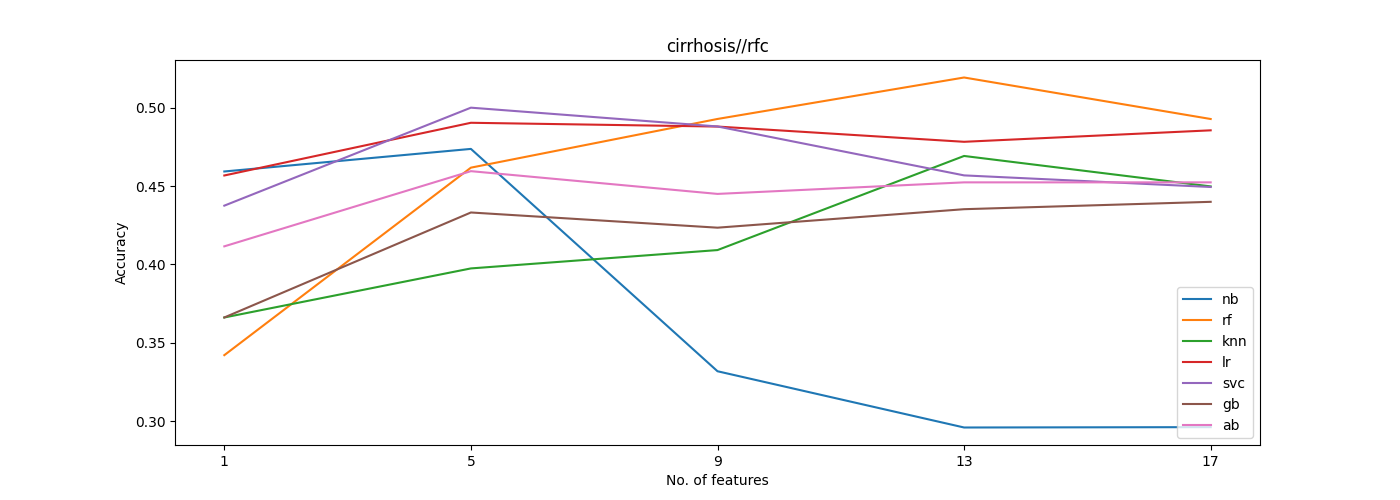 cirrhosis//rfc
Accuracy
0.50
0.45
0.40
0.35
0.30
1 5 9 13 17
No. of features
nb
rf
knn
lr
svc
gb
ab